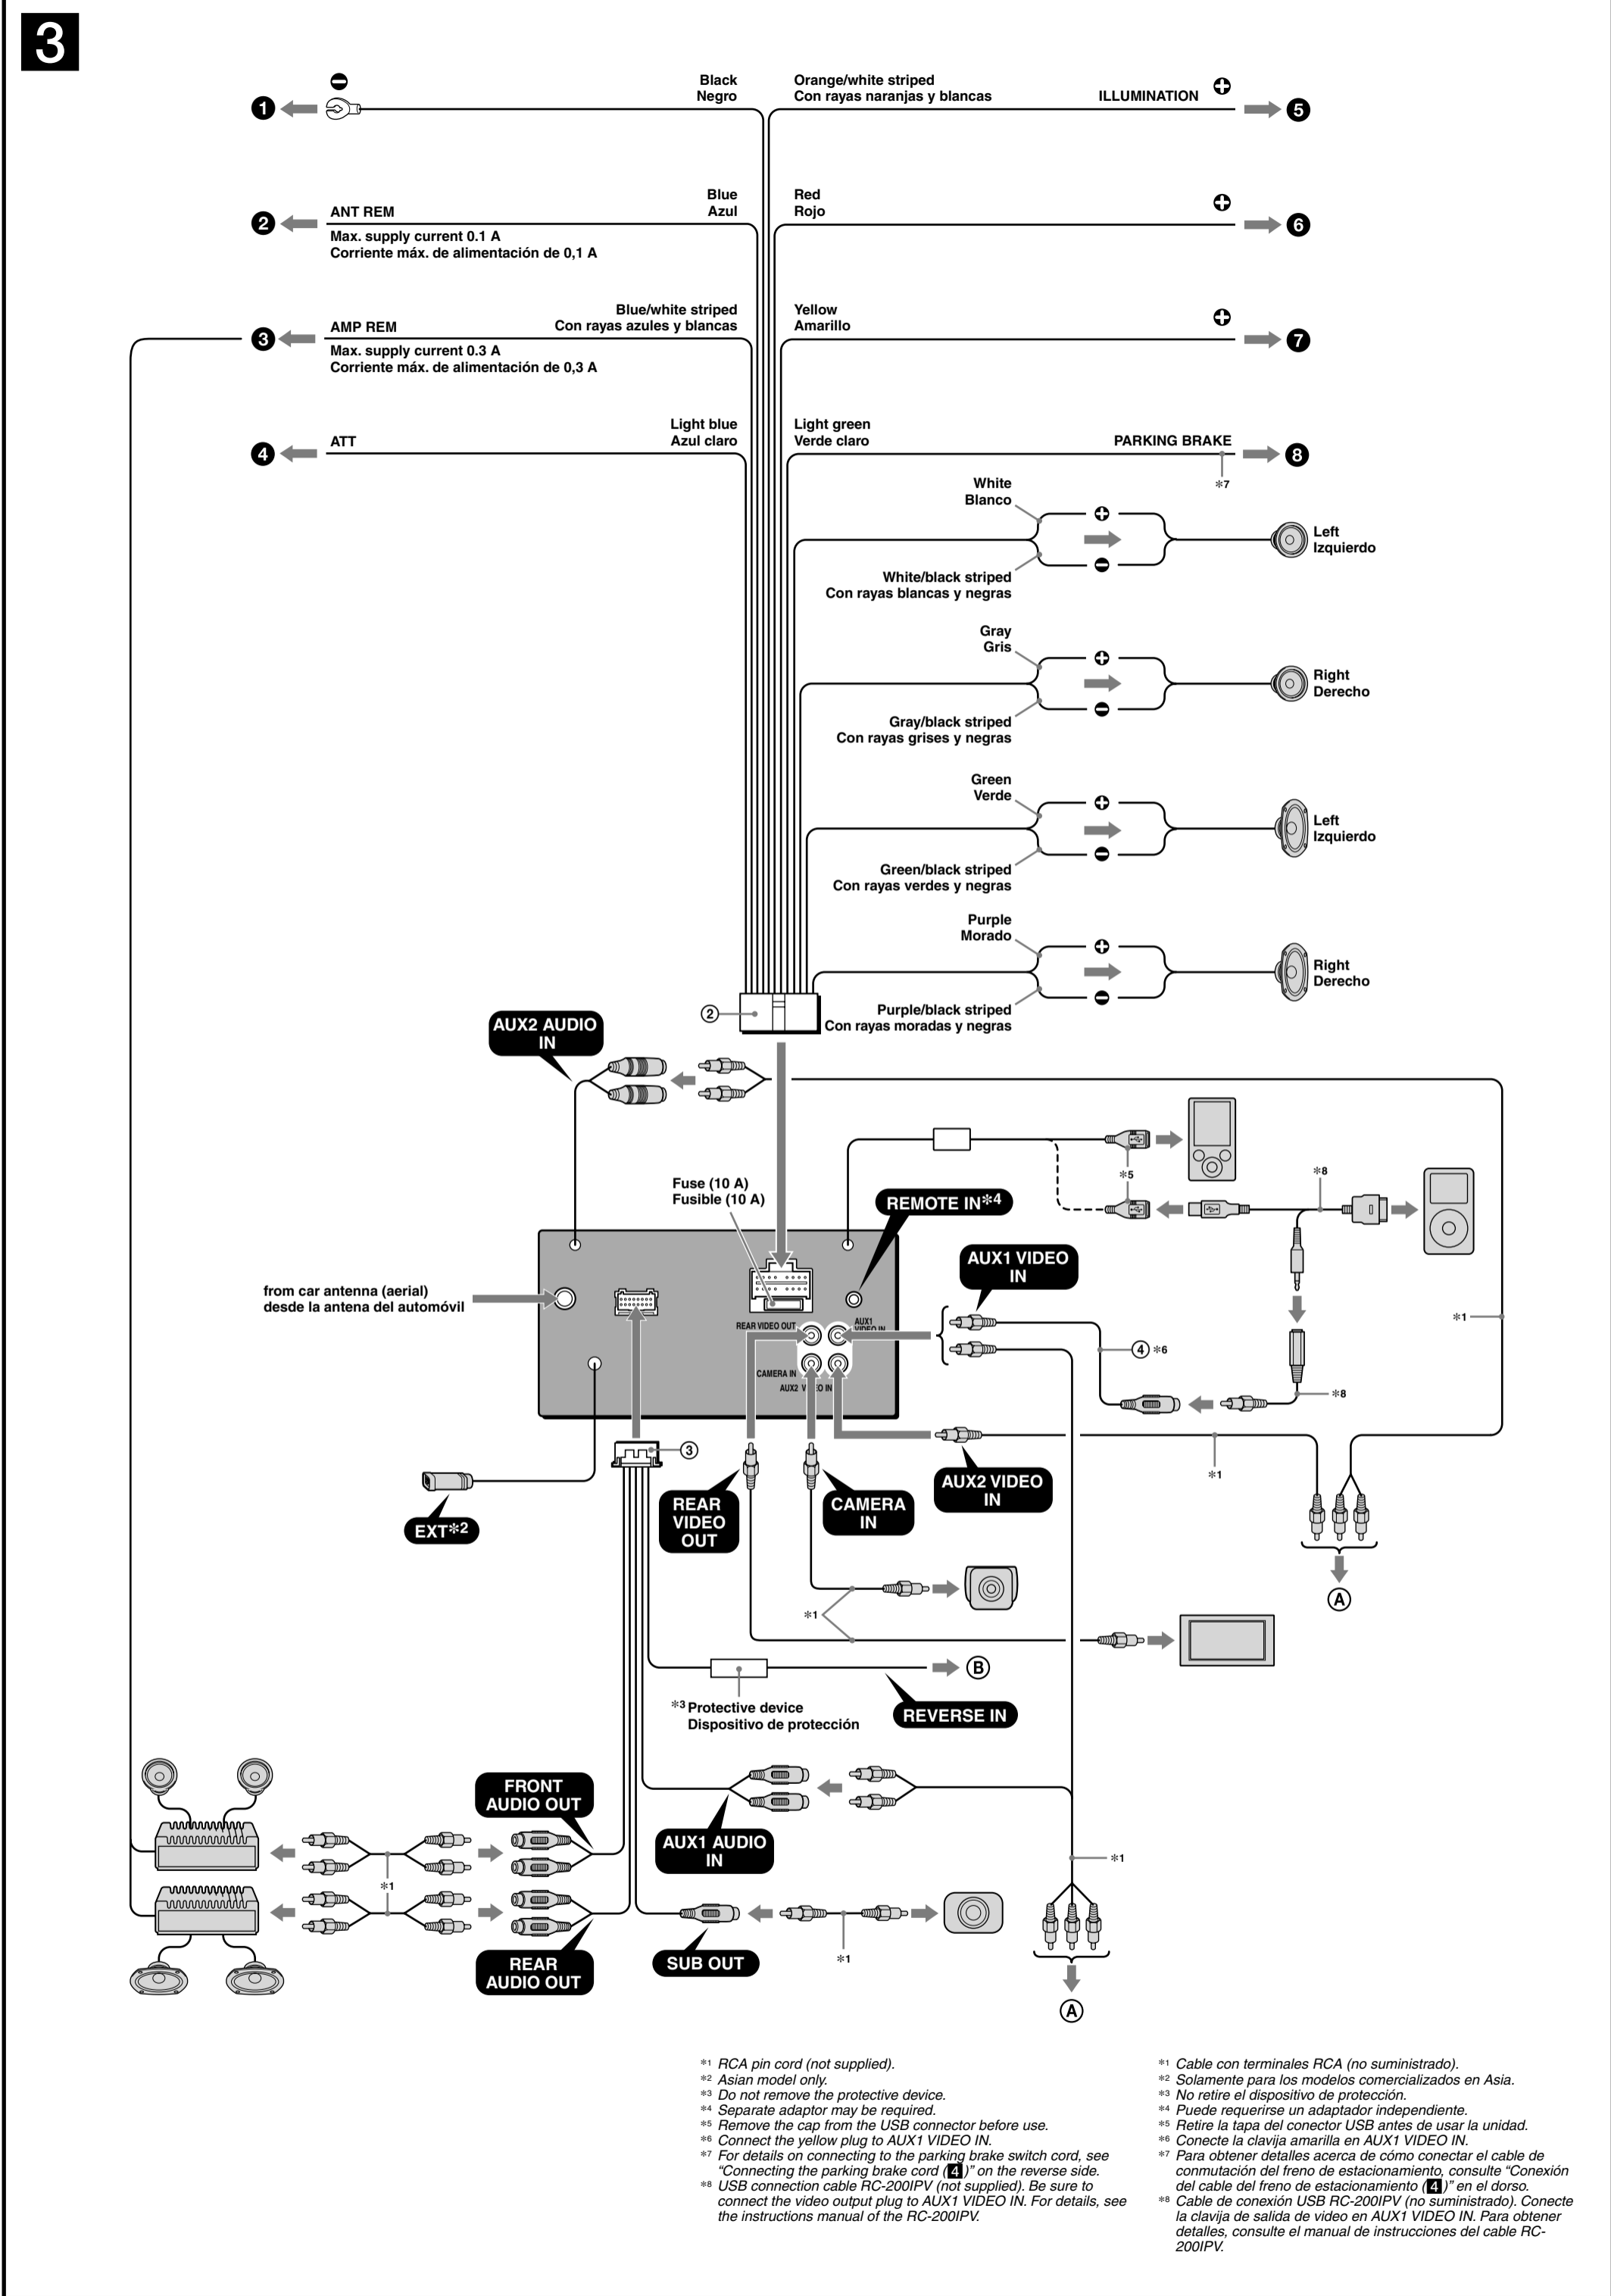 3
Black
Negro
Orange/white striped
Con rayas naranjas y blancas
ILLUMINATION
1
5
Blue
Azul
Red
Rojo
2
ANT REM
6
Max. supply current 0.1 A
Corriente máx. de alimentación de 0,1 A
Blue/white striped
Con rayas azules y blancas
Yellow
Amarillo
3
AMP REM
7
Max. supply current 0.3 A
Corriente máx. de alimentación de 0,3 A
Light blue
Azul claro
Light green
Verde claro
4
ATT
PARKING BRAKE
8
*7
White
Blanco
Left
Izquierdo
White/black striped
Con rayas blancas y negras
Gray
Gris
Right
Derecho
Gray/black striped
Con rayas grises y negras
Green
Verde
Left
Izquierdo
Green/black striped
Con rayas verdes y negras
Purple
Morado
Right
Derecho
Purple/black striped
Con rayas moradas y negras
2
AUX2 AUDIO
IN
*5
*8
Fuse (10 A)
Fusible (10 A)
REMOTE IN*4
AUX1 VIDEO
IN
from car antenna (aerial)
desde la antena del automóvil
*1
REAR VIDEO OUT
AUX1
VIDEO IN
4 *6
CAMERA IN
AUX2 V EO IN
*8
3
*1
EXT*2
REAR
VIDEO
OUT
CAMERA
IN
AUX2 VIDEO
IN
A
*1
B
*3 Protective device
Dispositivo de protección
REVERSE IN
FRONT
AUDIO OUT
AUX1 AUDIO
IN
*1
*1
REAR
AUDIO OUT
SUB OUT
*1
A
*1 RCA pin cord (not supplied).
*2 Asian model only.
*3 Do not remove the protective device.
*4 Separate adaptor may be required.
*5 Remove the cap from the USB connector before use.
*6 Connect the yellow plug to AUX1 VIDEO IN.
*7 For details on connecting to the parking brake switch cord, see
“Connecting the parking brake cord (4)” on the reverse side.
*8 USB connection cable RC-200IPV (not supplied). Be sure to
connect the video output plug to AUX1 VIDEO IN. For details, see
the instructions manual of the RC-200IPV.
*1 Cable con terminales RCA (no suministrado).
*2 Solamente para los modelos comercializados en Asia.
*3 No retire el dispositivo de protección.
*4 Puede requerirse un adaptador independiente.
*5 Retire la tapa del conector USB antes de usar la unidad.
*6 Conecte la clavija amarilla en AUX1 VIDEO IN.
*7 Para obtener detalles acerca de cómo conectar el cable de
conmutación del freno de estacionamiento, consulte “Conexión
del cable del freno de estacionamiento (4)” en el dorso.
*8 Cable de conexión USB RC-200IPV (no suministrado). Conecte
la clavija de salida de video en AUX1 VIDEO IN. Para obtener
detalles, consulte el manual de instrucciones del cable RC-
200IPV.